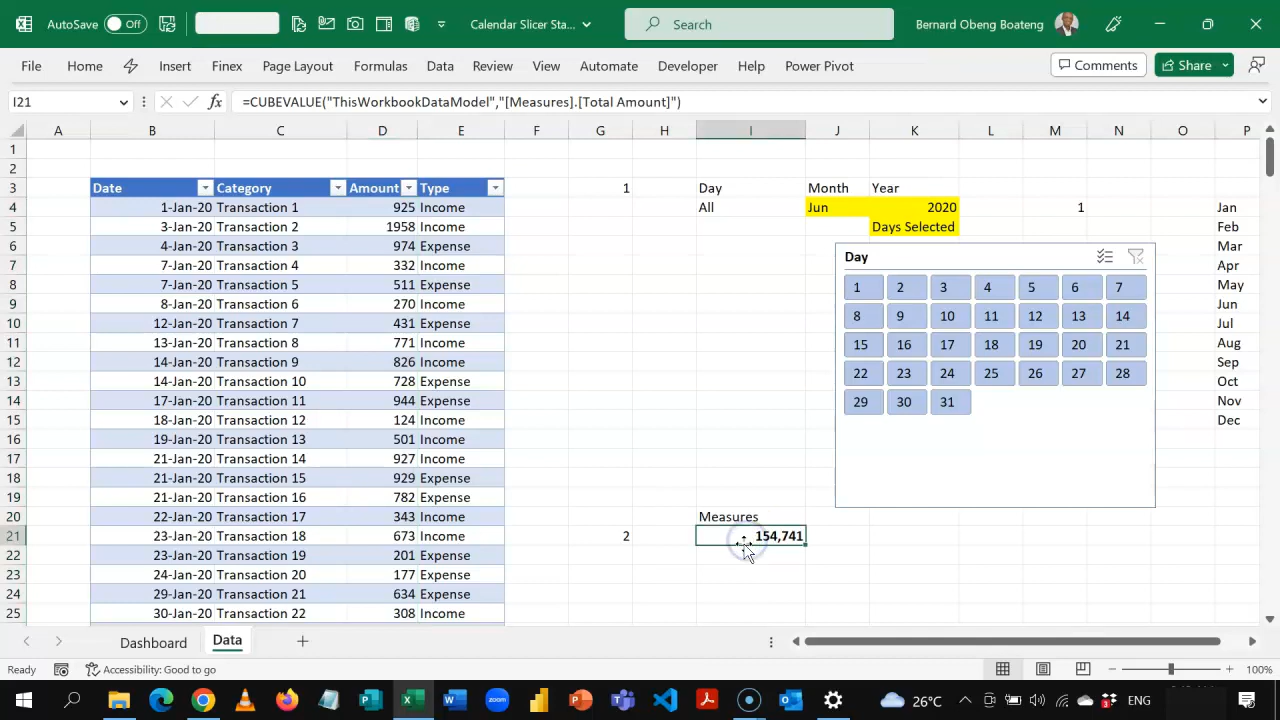 AutoSave Off Calendar Slicer Sta... Search Bernard Obeng Boateng
File Home Insert Finex Page Layout Formulas Data Review View Automate Developer Help Power Pivot Comments Share
I21 fx =CUBEVALUE("ThisWorkbookDataModel","[Measures].[Total Amount]")
A B C D E F G H I J K L M N O P
1
2
3 Date Category Amount Type 1 Day Month Year
4 1-Jan-20 Transaction 1 925 Income All Jun 2020 1 Jan
5 3-Jan-20 Transaction 2 1958 Income Days Selected Feb
6 4-Jan-20 Transaction 3 974 Expense Day Mar
7 7-Jan-20 Transaction 4 332 Income 1 2 3 4 5 6 7 Apr
8 7-Jan-20 Transaction 5 511 Expense May
9 8-Jan-20 Transaction 6 270 Income 8 9 10 11 12 13 14 Jun
10 12-Jan-20 Transaction 7 431 Expense Jul
11 13-Jan-20 Transaction 8 771 Income 15 16 17 18 19 20 21 Aug
12 14-Jan-20 Transaction 9 826 Income Sep
13 14-Jan-20 Transaction 10 728 Expense 22 23 24 25 26 27 28 Oct
14 17-Jan-20 Transaction 11 944 Expense 29 30 31 Nov
15 18-Jan-20 Transaction 12 124 Income Dec
16 19-Jan-20 Transaction 13 501 Income
17 21-Jan-20 Transaction 14 927 Income
18 21-Jan-20 Transaction 15 929 Expense
19 21-Jan-20 Transaction 16 782 Expense
20 22-Jan-20 Transaction 17 343 Income Measures
21 23-Jan-20 Transaction 18 673 Income 2 154,741
22 23-Jan-20 Transaction 19 201 Expense
23 24-Jan-20 Transaction 20 177 Expense
24 29-Jan-20 Transaction 21 634 Expense
25 30-Jan-20 Transaction 22 308 Income
Dashboard Data
Ready Accessibility: Good to go 100%
26°C ENG